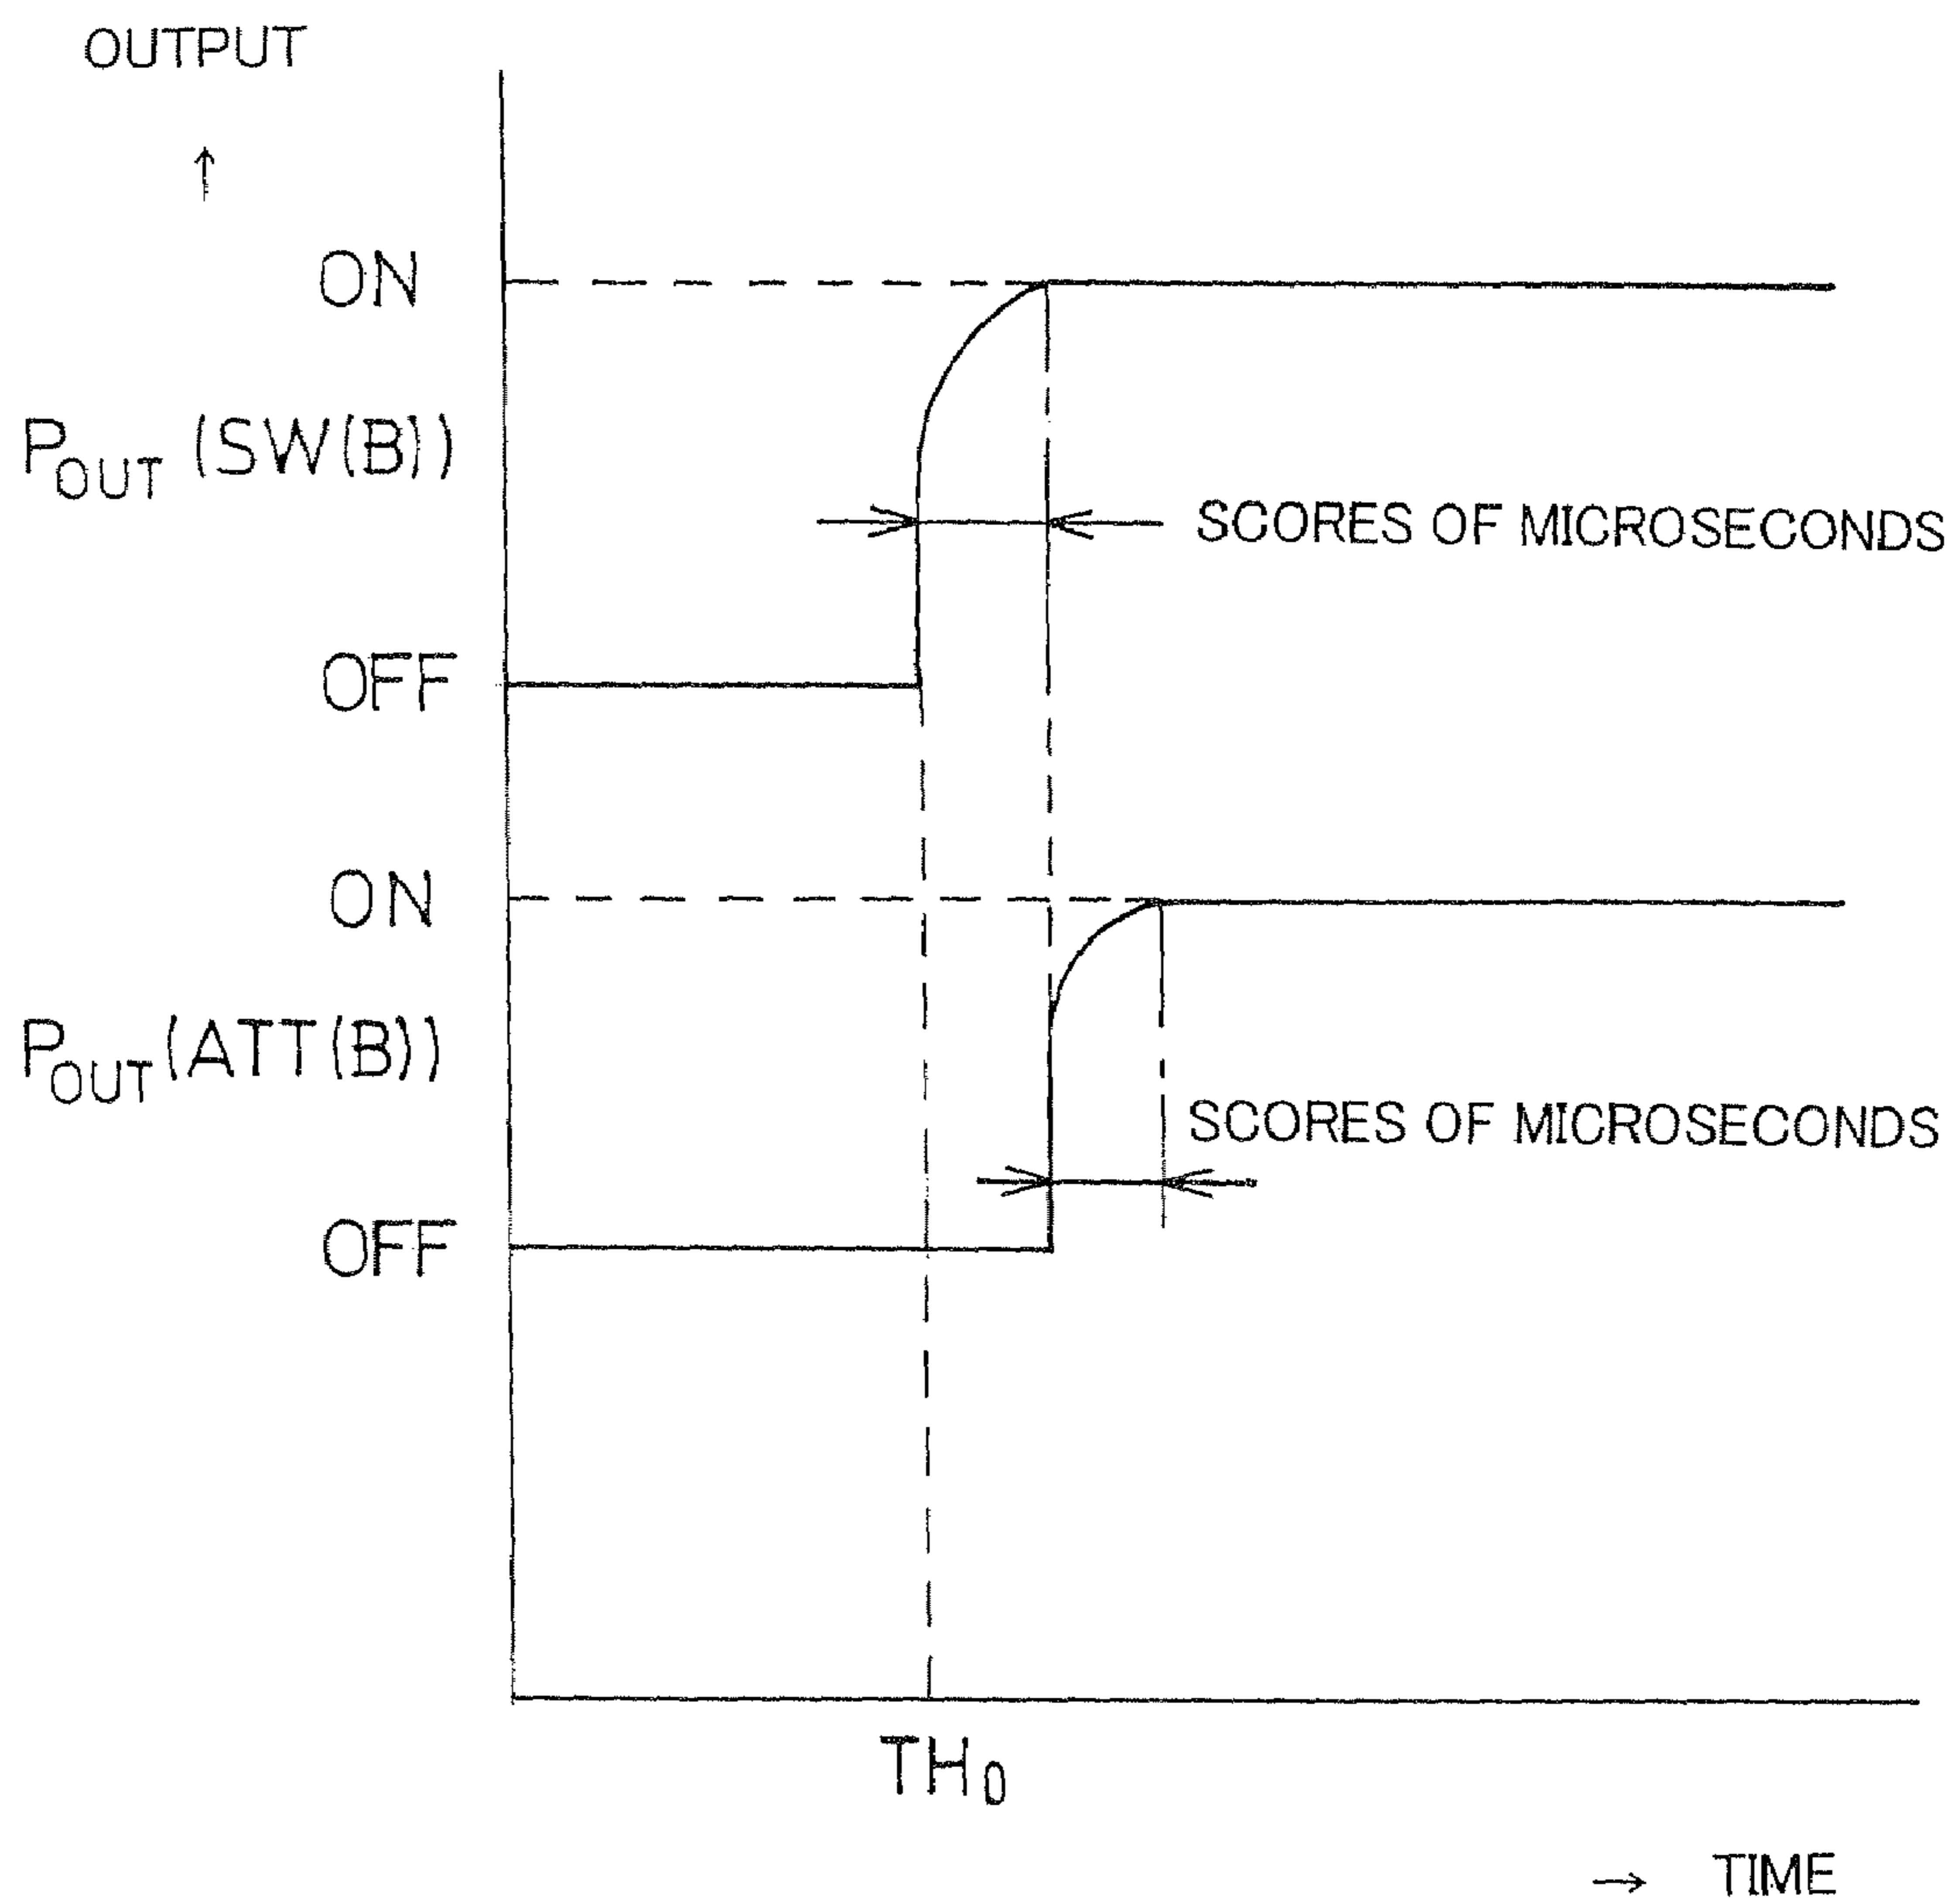 OUTPUT
↑
ON
P_OUT (SW(B))
SCORES OF MICROSECONDS
OFF
ON
P_OUT (ATT(B))
SCORES OF MICROSECONDS
OFF
TH0
→ TIME